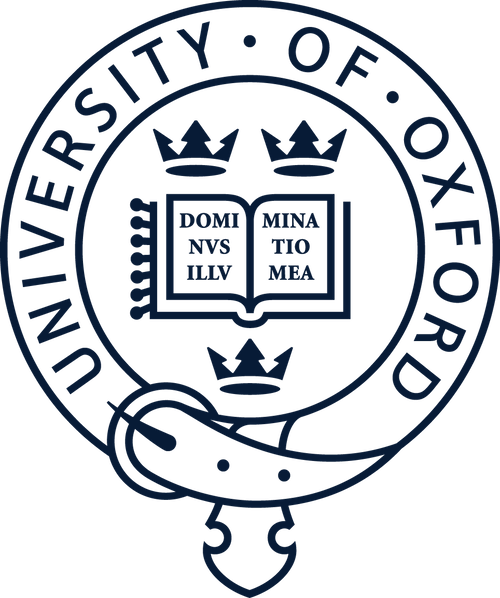 UNIVERSITY · OF · OXFORD
DOMI
NVS
ILLV
MINA
TIO
MEA